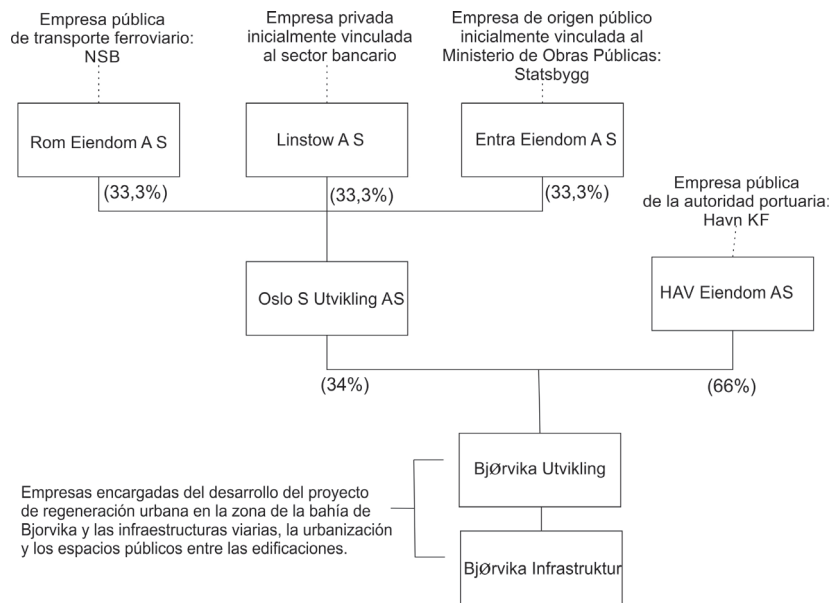 Empresa pública
de transporte ferroviario:
NSB
Empresa privada
inicialmente vinculada
al sector bancario
Empresa de origen público
inicialmente vinculada al
Ministerio de Obras Públicas:
Statsbygg
Rom Eiendom A S
Linstow A S
Entra Eiendom A S
(33,3%)
(33,3%)
(33,3%)
Empresa pública
de la autoridad portuaria:
Havn KF
Oslo S Utvikling AS
HAV Eiendom AS
(34%)
(66%)
BjØrvika Utvikling
Empresas encargadas del desarrollo del proyecto
de regeneración urbana en la zona de la bahía de
Bjorvika y las infraestructuras viarias, la urbanización
y los espacios públicos entre las edificaciones.
BjØrvika Infrastruktur